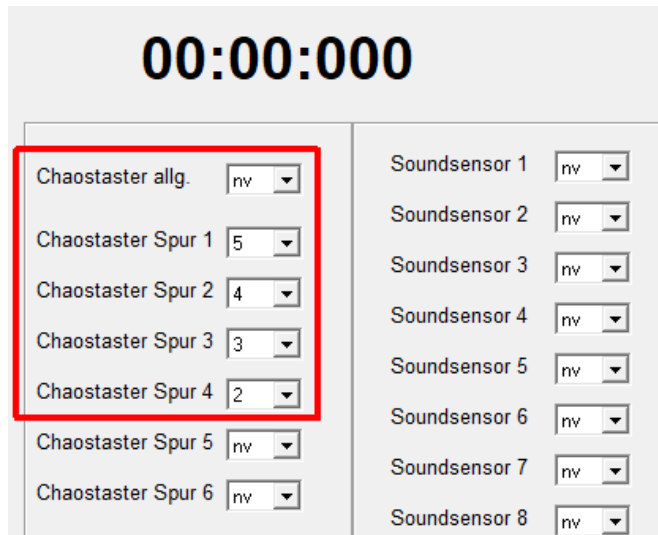 00:00:000
Chaostaster allg. nv
Chaostaster Spur 1 5
Chaostaster Spur 2 4
Chaostaster Spur 3 3
Chaostaster Spur 4 2
Chaostaster Spur 5 nv
Chaostaster Spur 6 nv
Soundsensor 1 nv
Soundsensor 2 nv
Soundsensor 3 nv
Soundsensor 4 nv
Soundsensor 5 nv
Soundsensor 6 nv
Soundsensor 7 nv
Soundsensor 8 nv